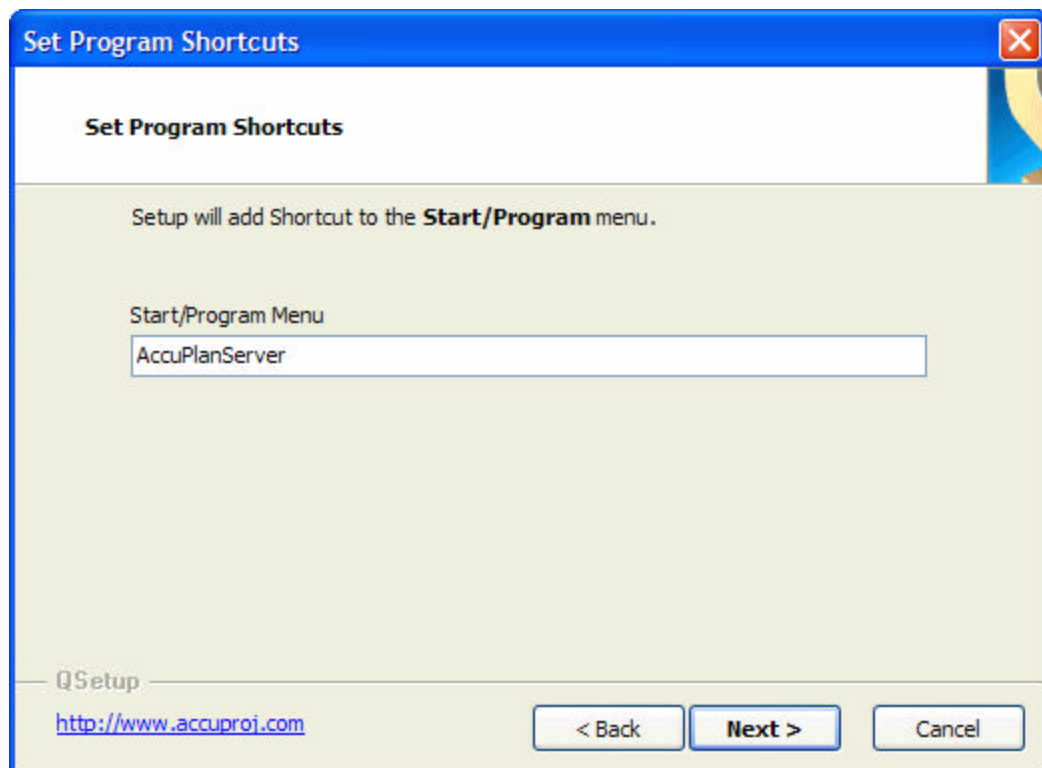 Set Program Shortcuts
Set Program Shortcuts
Setup will add Shortcut to the Start/Program menu.
Start/Program Menu
AccuPlanServer
QSetup
http://www.accuproj.com
< Back
Next >
Cancel